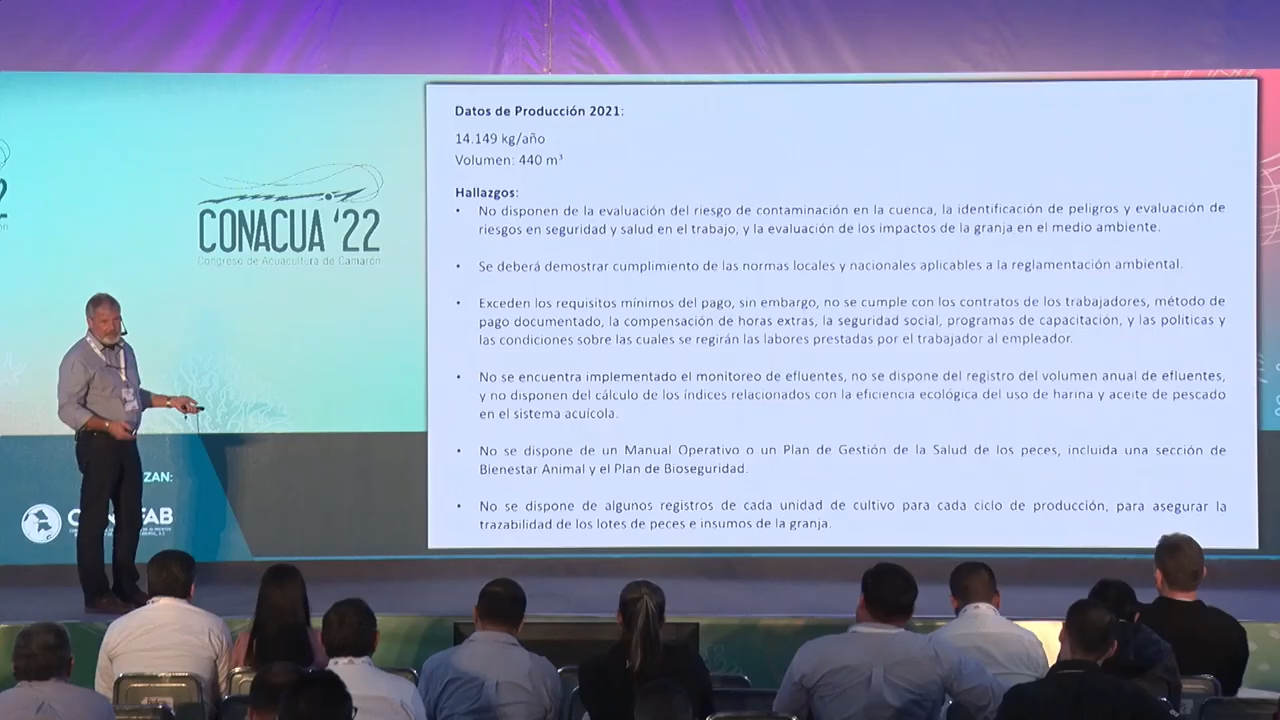 Datos de Producción 2021:
14.149 kg/año
Volumen: 440 m³
Hallazgos:
• No disponen de la evaluación del riesgo de contaminación en la cuenca, la identificación de peligros y evaluación de
riesgos en seguridad y salud en el trabajo, y la evaluación de los impactos de la granja en el medio ambiente.
• Se deberá demostrar cumplimiento de las normas locales y nacionales aplicables a la reglamentación ambiental.
• Exceden los requisitos mínimos del pago, sin embargo, no se cumple con los contratos de los trabajadores, método de
pago documentado, la compensación de horas extras, la seguridad social, programas de capacitación, y las políticas y
las condiciones sobre las cuales se regirán las labores prestadas por el trabajador al empleador.
• No se encuentra implementado el monitoreo de efluentes, no se dispone del registro del volumen anual de efluentes,
y no disponen del cálculo de los índices relacionados con la eficiencia ecológica del uso de harina y aceite de pescado
en el sistema acuícola.
• No se dispone de un Manual Operativo o un Plan de Gestión de la Salud de los peces, incluida una sección de
Bienestar Animal y el Plan de Bioseguridad.
• No se dispone de algunos registros de cada unidad de cultivo para cada ciclo de producción, para asegurar la
trazabilidad de los lotes de peces e insumos de la granja.
CONACUA '22
Congreso de Acuacultura de Camarón
ZAN:
FAB